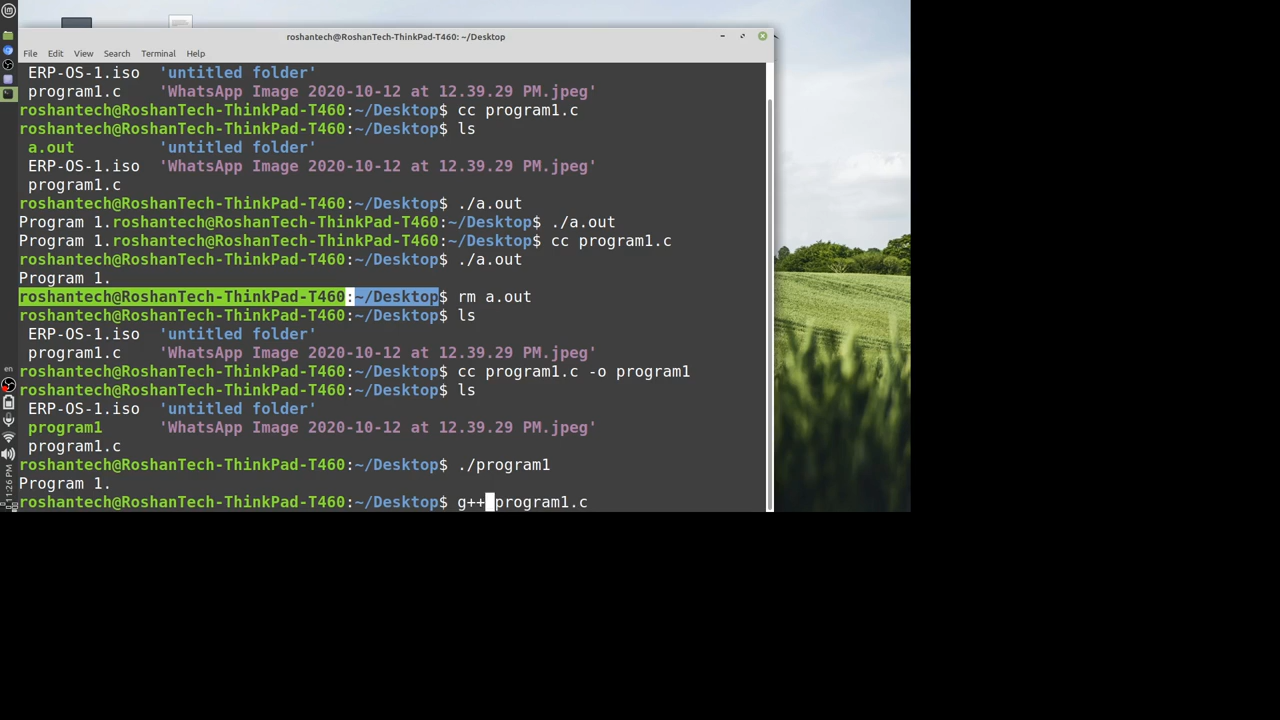 roshantech@RoshanTech-ThinkPad-T460: ~/Desktop
File Edit View Search Terminal Help
ERP-OS-1.iso 'untitled folder'
program1.c 'WhatsApp Image 2020-10-12 at 12.39.29 PM.jpeg'
roshantech@RoshanTech-ThinkPad-T460:~/Desktop$ cc program1.c
roshantech@RoshanTech-ThinkPad-T460:~/Desktop$ ls
a.out 'untitled folder'
ERP-OS-1.iso 'WhatsApp Image 2020-10-12 at 12.39.29 PM.jpeg'
program1.c
roshantech@RoshanTech-ThinkPad-T460:~/Desktop$ ./a.out
Program 1.roshantech@RoshanTech-ThinkPad-T460:~/Desktop$ ./a.out
Program 1.roshantech@RoshanTech-ThinkPad-T460:~/Desktop$ cc program1.c
roshantech@RoshanTech-ThinkPad-T460:~/Desktop$ ./a.out
Program 1.
roshantech@RoshanTech-ThinkPad-T460:~/Desktop$ rm a.out
roshantech@RoshanTech-ThinkPad-T460:~/Desktop$ ls
ERP-OS-1.iso 'untitled folder'
program1.c 'WhatsApp Image 2020-10-12 at 12.39.29 PM.jpeg'
roshantech@RoshanTech-ThinkPad-T460:~/Desktop$ cc program1.c -o program1
roshantech@RoshanTech-ThinkPad-T460:~/Desktop$ ls
ERP-OS-1.iso 'untitled folder'
program1 'WhatsApp Image 2020-10-12 at 12.39.29 PM.jpeg'
program1.c
roshantech@RoshanTech-ThinkPad-T460:~/Desktop$ ./program1
Program 1.
roshantech@RoshanTech-ThinkPad-T460:~/Desktop$ g++ program1.c
en
11:26 PM